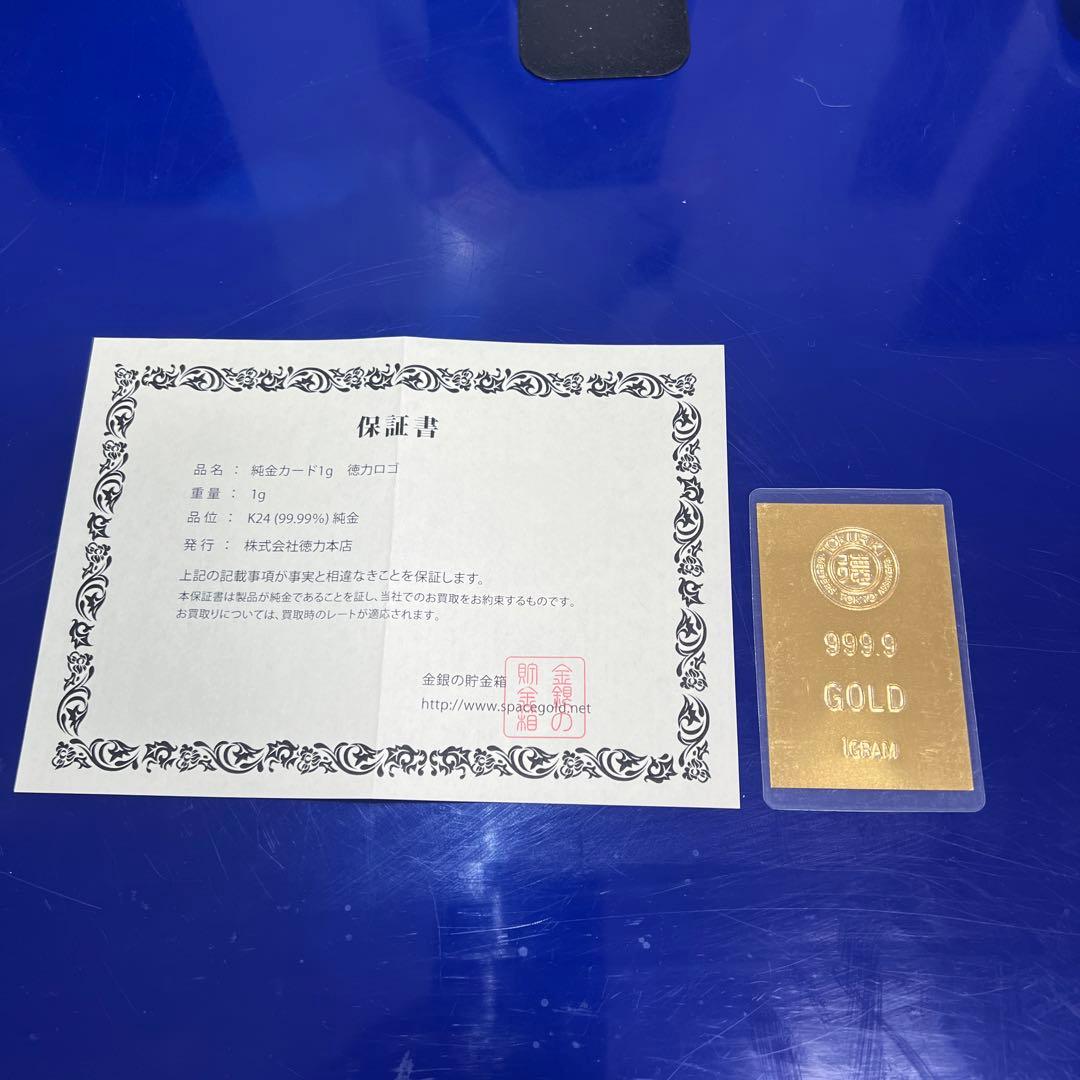 保証書
品名 ： 純金カード1g　徳力ロゴ
重量 ： 1g
品位 ： K24 (99.99%) 純金
発行 ： 株式会社徳力本店
上記の記載事項が事実と相違なきことを保証します。
本保証書は製品が純金であることを証し、当社でのお買取をお約束するものです。
お買取りについては、買取時のレートが適応されます。
金銀の貯金箱
http://www.spacegold.net
金銀の
貯金箱
TOKURIKI
TOKYO
999.9
GOLD
1GRAM